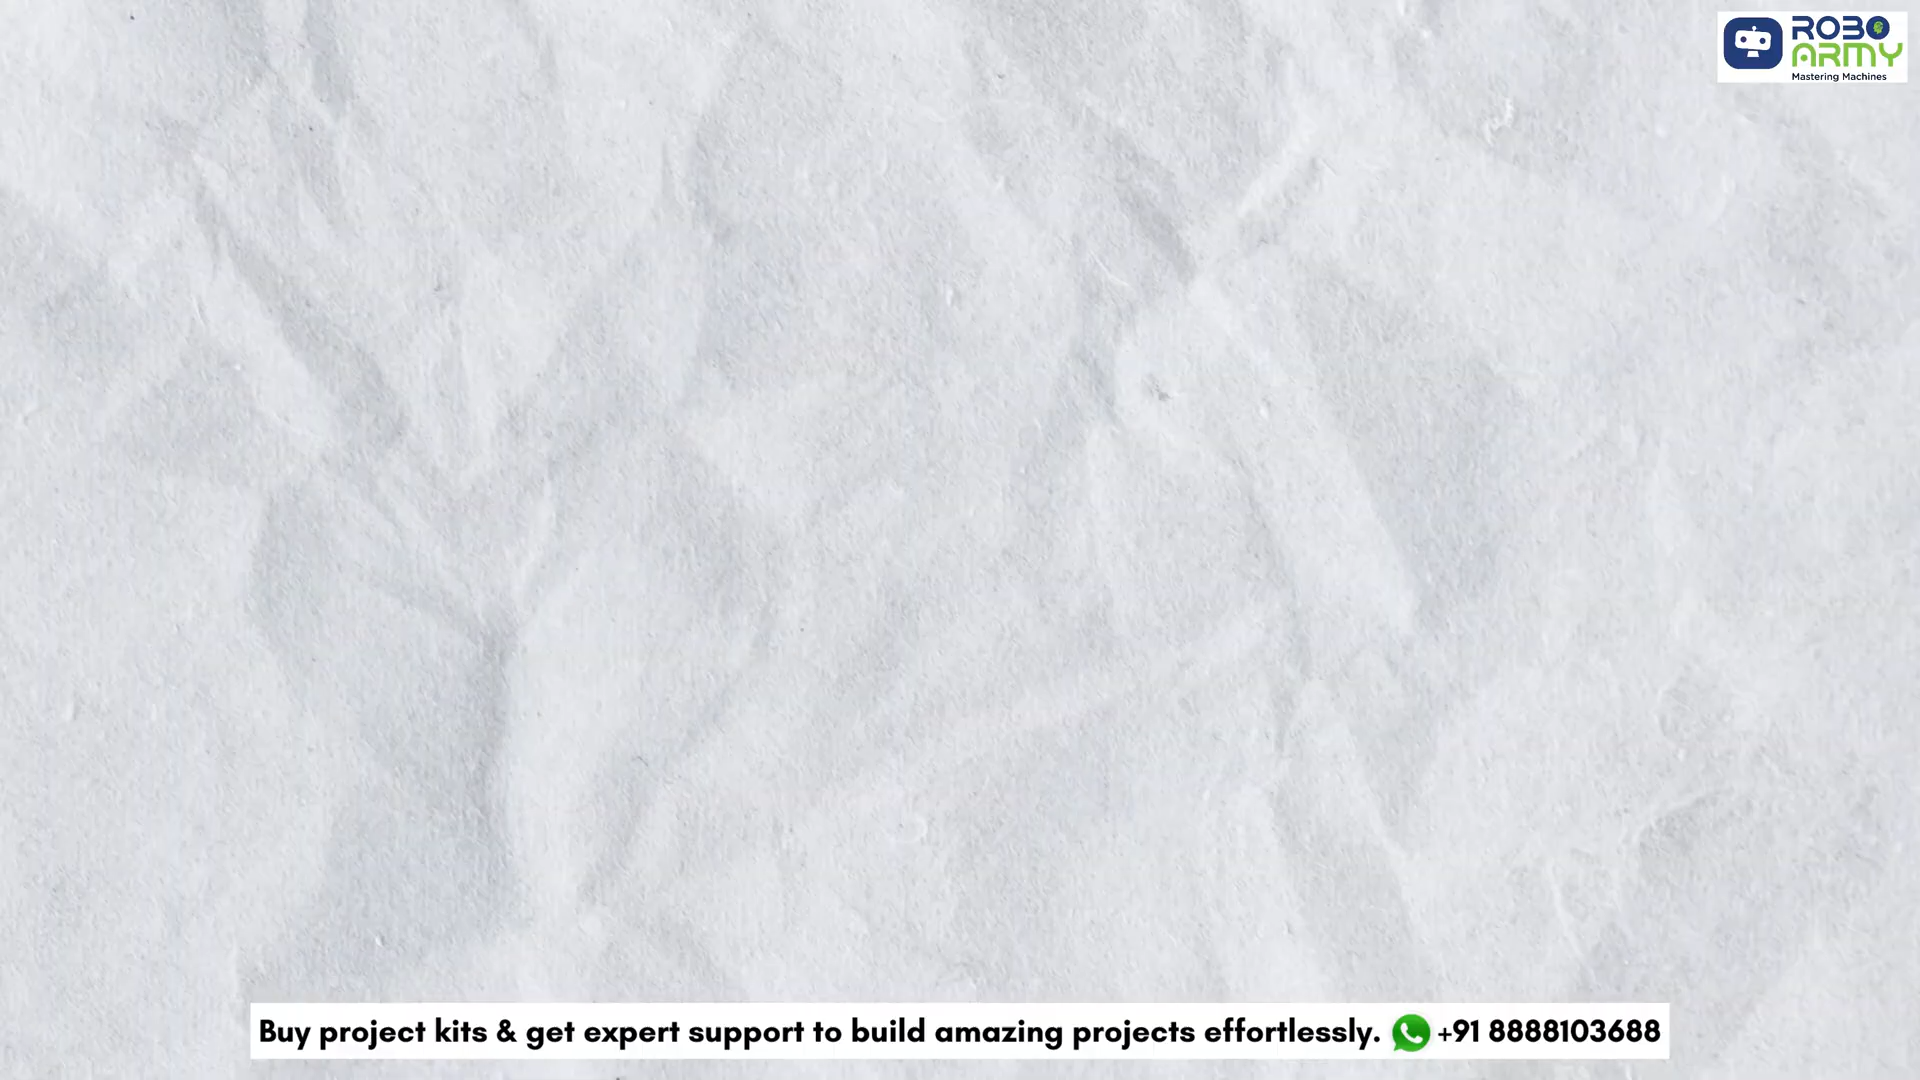 ROBO
ARMY
Mastering Machines
Buy project kits & get expert support to build amazing projects effortlessly. +91 8888103688